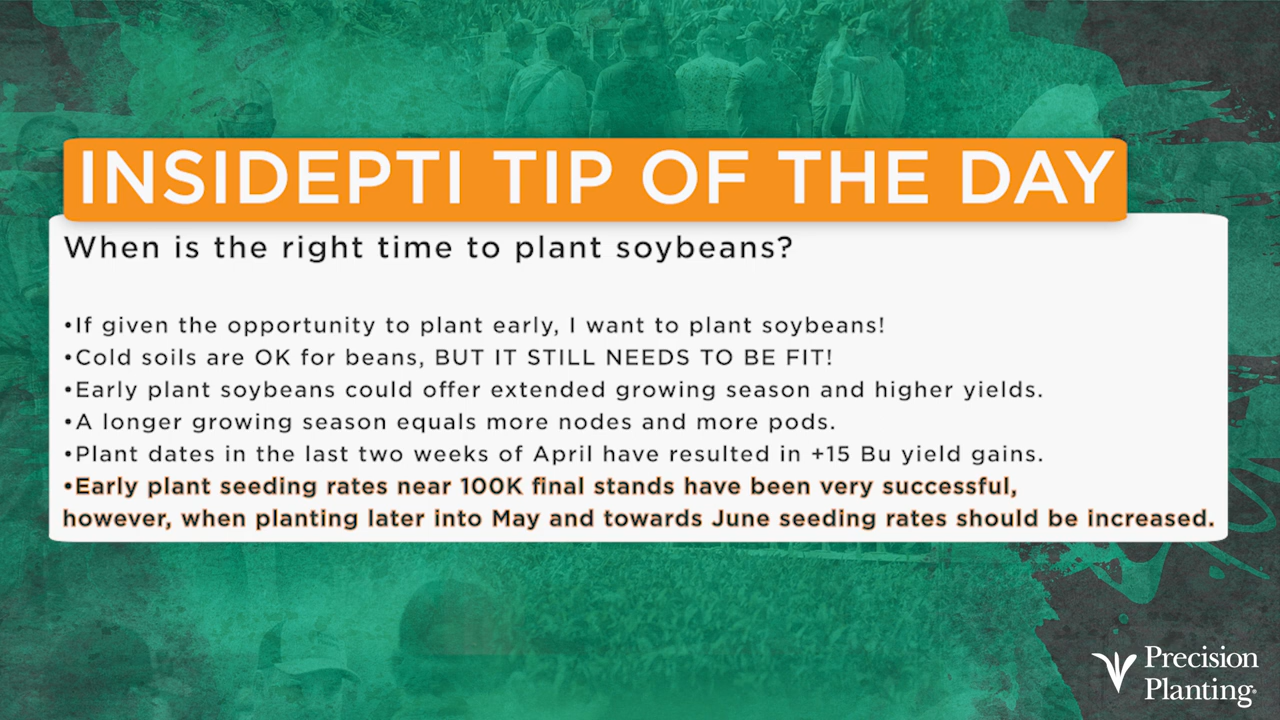 INSIDEPTI TIP OF THE DAY
When is the right time to plant soybeans?
•If given the opportunity to plant early, I want to plant soybeans!
•Cold soils are OK for beans, BUT IT STILL NEEDS TO BE FIT!
•Early plant soybeans could offer extended growing season and higher yields.
•A longer growing season equals more nodes and more pods.
•Plant dates in the last two weeks of April have resulted in +15 Bu yield gains.
•Early plant seeding rates near 100K final stands have been very successful,
however, when planting later into May and towards June seeding rates should be increased.
Precision
Planting®